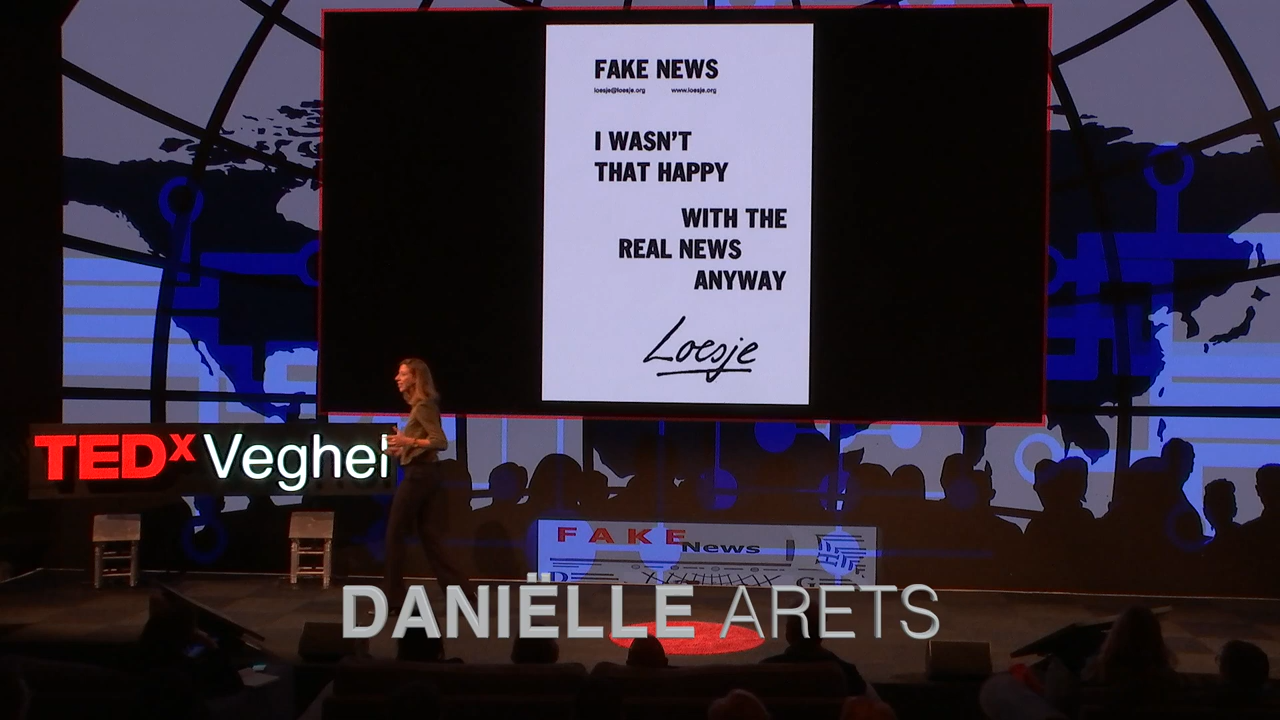 FAKE NEWS
loesje@loesje.org www.loesje.org
I WASN'T
THAT HAPPY
WITH THE
REAL NEWS
ANYWAY
Loesje
TEDx Veghel
FAKE News
DANIËLLE ARETS